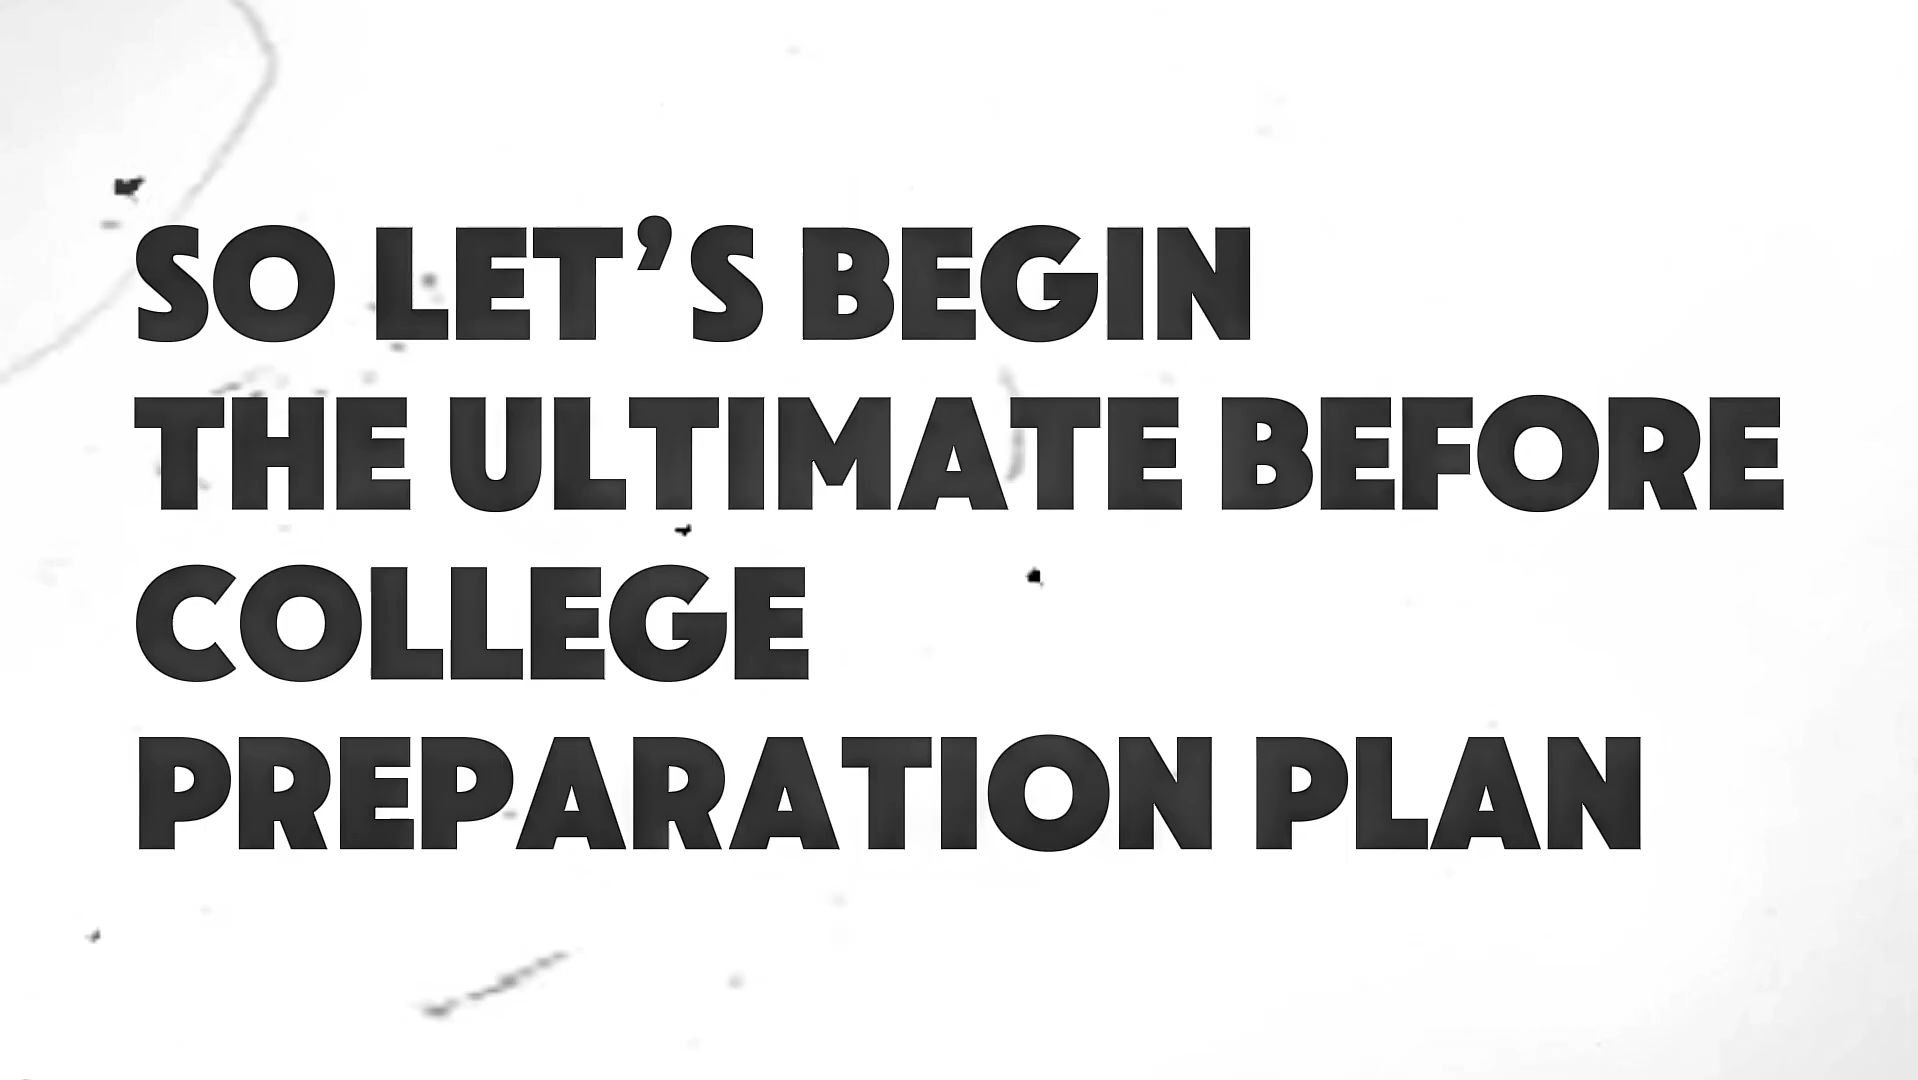 SO LET’S BEGIN
THE ULTIMATE BEFORE
COLLEGE
PREPARATION PLAN